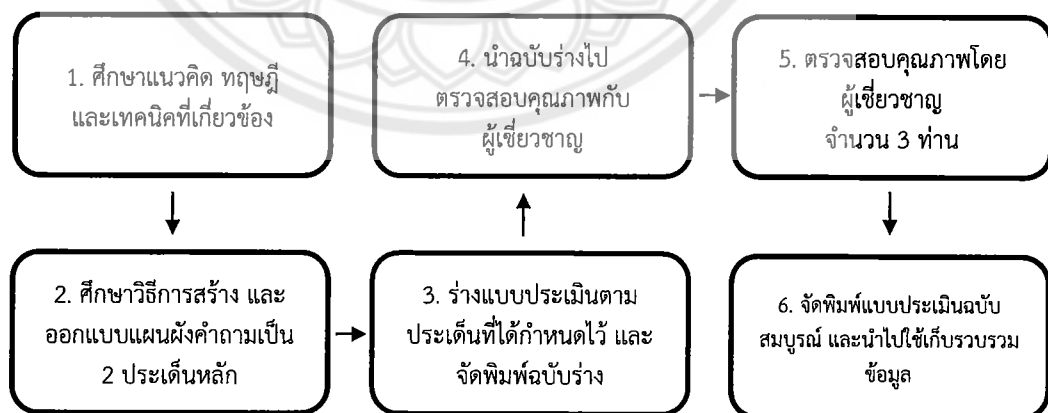 1. ศึกษาแนวคิด ทฤษฎี
และเทคนิคที่เกี่ยวข้อง
2. ศึกษาวิธีการสร้าง และ
ออกแบบแผนผังคำถามเป็น
2 ประเด็นหลัก
3. ร่างแบบประเมินตาม
ประเด็นที่ได้กำหนดไว้ และ
จัดพิมพ์ฉบับร่าง
4. นำฉบับร่างไป
ตรวจสอบคุณภาพกับ
ผู้เชี่ยวชาญ
5. ตรวจสอบคุณภาพโดย
ผู้เชี่ยวชาญ
จำนวน 3 ท่าน
6. จัดพิมพ์แบบประเมินฉบับ
สมบูรณ์ และนำไปใช้เก็บรวบรวม
ข้อมูล